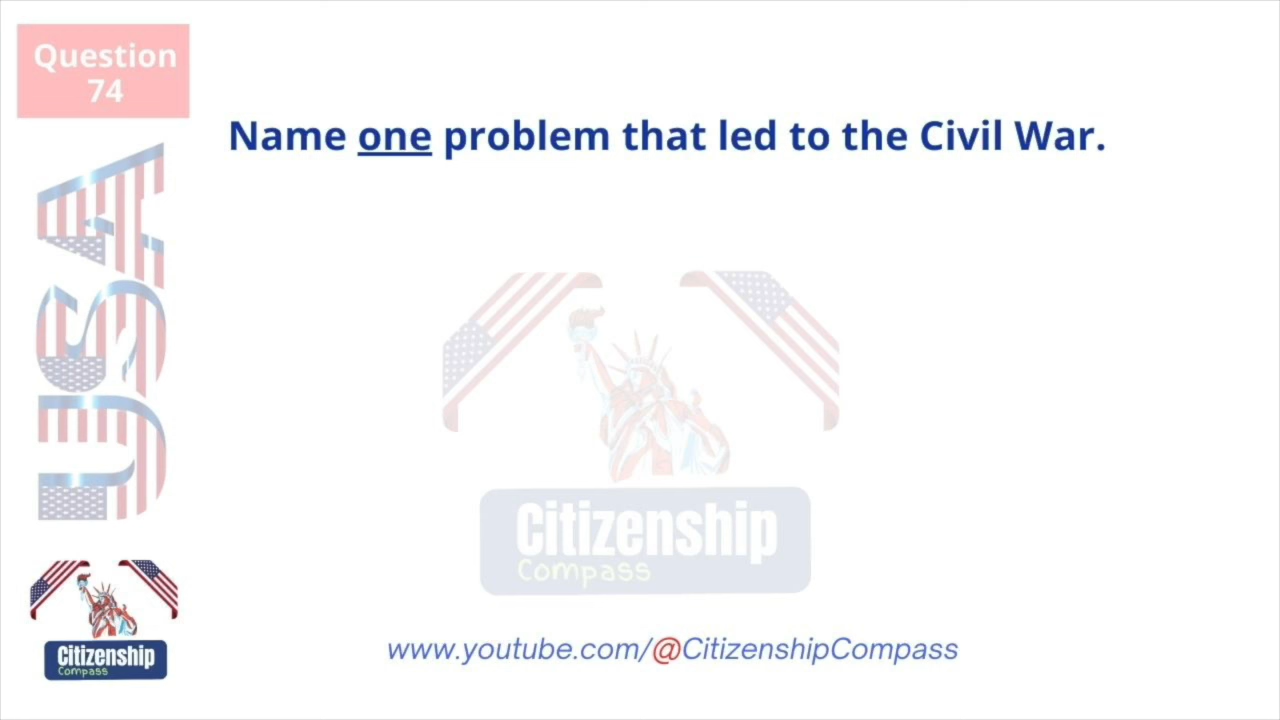 Question
74
Name one problem that led to the Civil War.
USA
Citizenship
Compass
Citizenship
Compass
www.youtube.com/@CitizenshipCompass